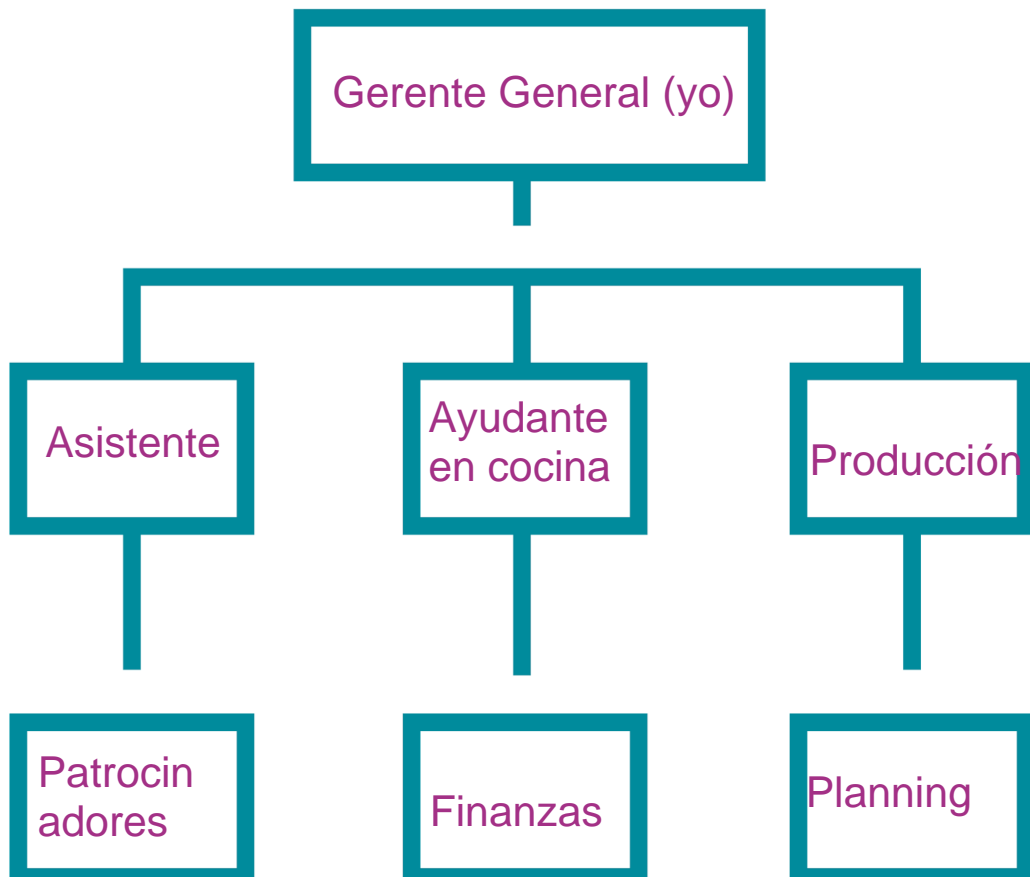 Gerente General (yo)
Asistente
Ayudante
en cocina
Producción
Patrocin
adores
Finanzas
Planning